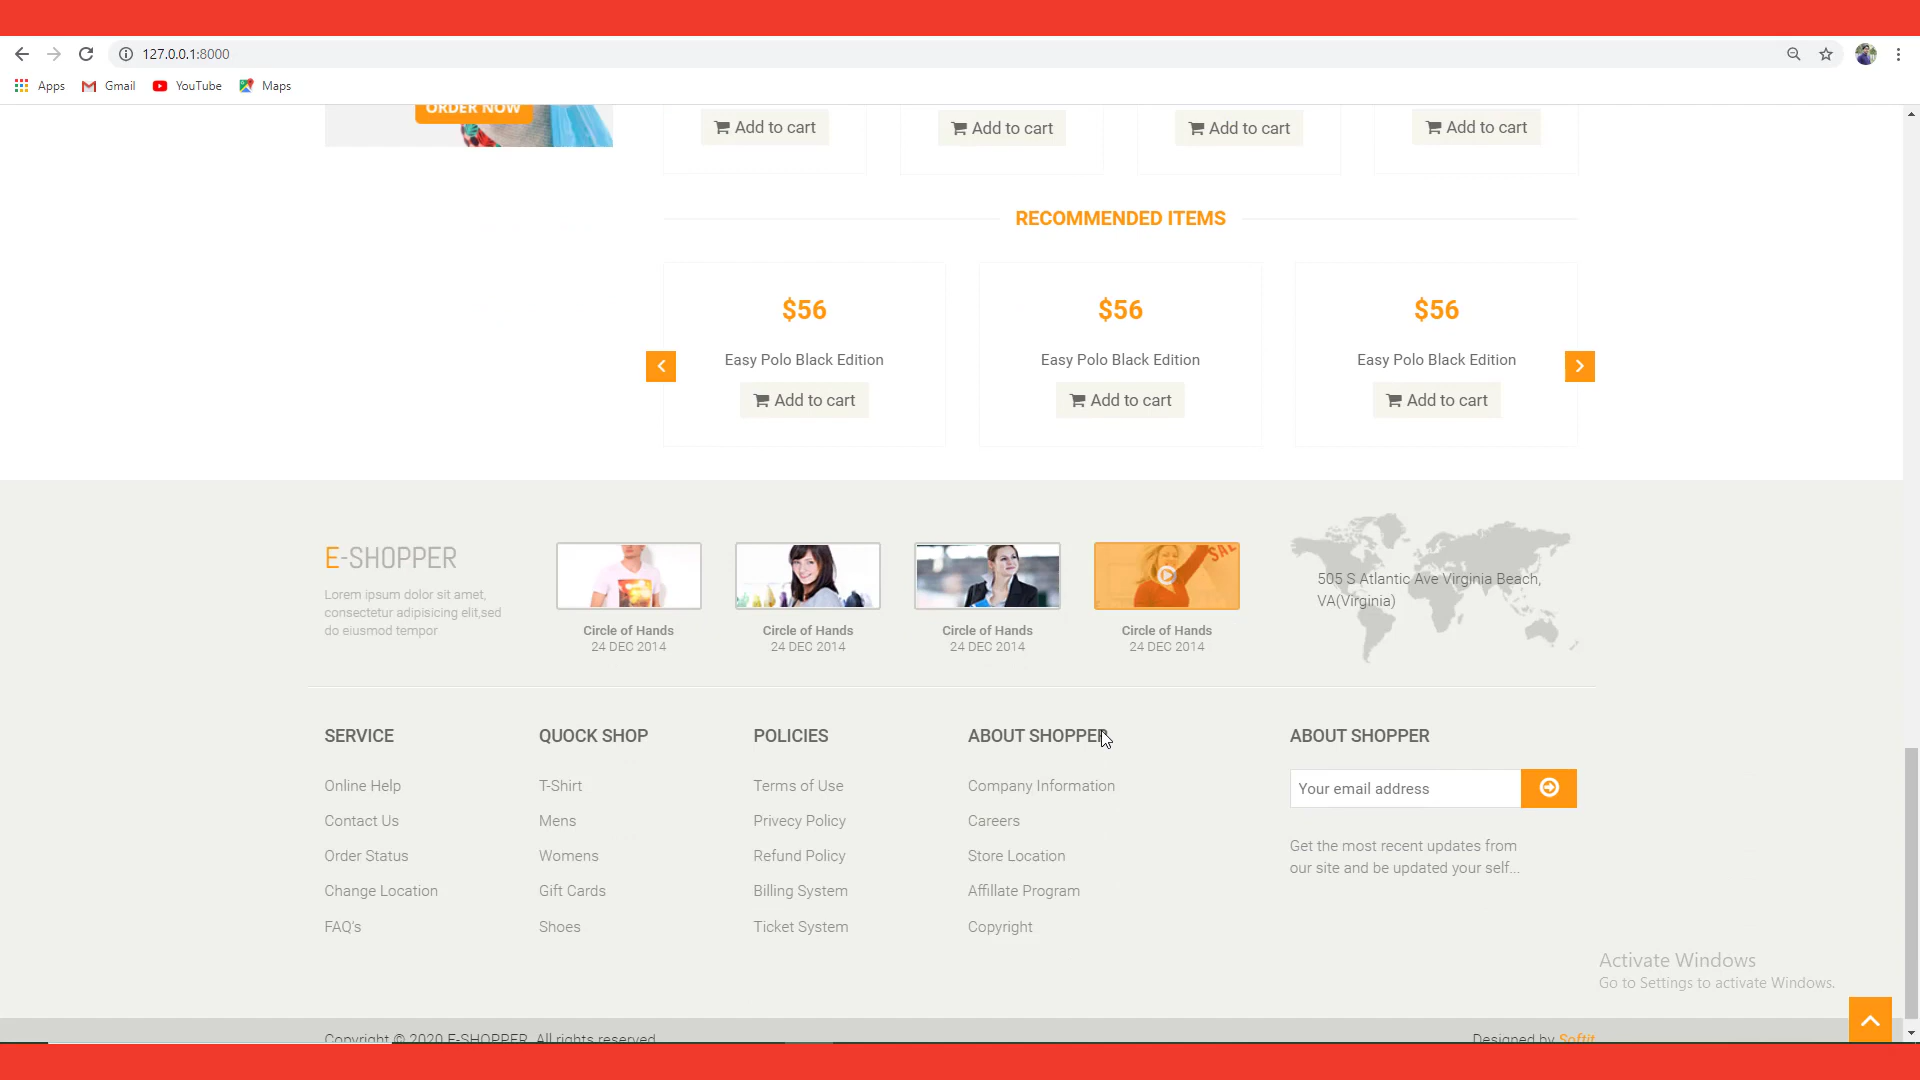 127.0.0.1:8000
Apps Gmail YouTube Maps
ORDER NOW
Add to cart Add to cart Add to cart Add to cart
RECOMMENDED ITEMS
$56 $56 $56
Easy Polo Black Edition Easy Polo Black Edition Easy Polo Black Edition
Add to cart Add to cart Add to cart
E-SHOPPER
Lorem ipsum dolor sit amet,
consectetur adipisicing elit,sed
do eiusmod tempor
SALE
Circle of Hands Circle of Hands Circle of Hands Circle of Hands
24 DEC 2014 24 DEC 2014 24 DEC 2014 24 DEC 2014
505 S Atlantic Ave Virginia Beach,
VA(Virginia)
SERVICE
Online Help
Contact Us
Order Status
Change Location
FAQ's
QUOCK SHOP
T-Shirt
Mens
Womens
Gift Cards
Shoes
POLICIES
Terms of Use
Privecy Policy
Refund Policy
Billing System
Ticket System
ABOUT SHOPPER
Company Information
Careers
Store Location
Affillate Program
Copyright
ABOUT SHOPPER
Your email address
Get the most recent updates from
our site and be updated your self...
Activate Windows
Go to Settings to activate Windows.
Copyright © 2020 E-SHOPPER. All rights reserved.
Designed by Softit